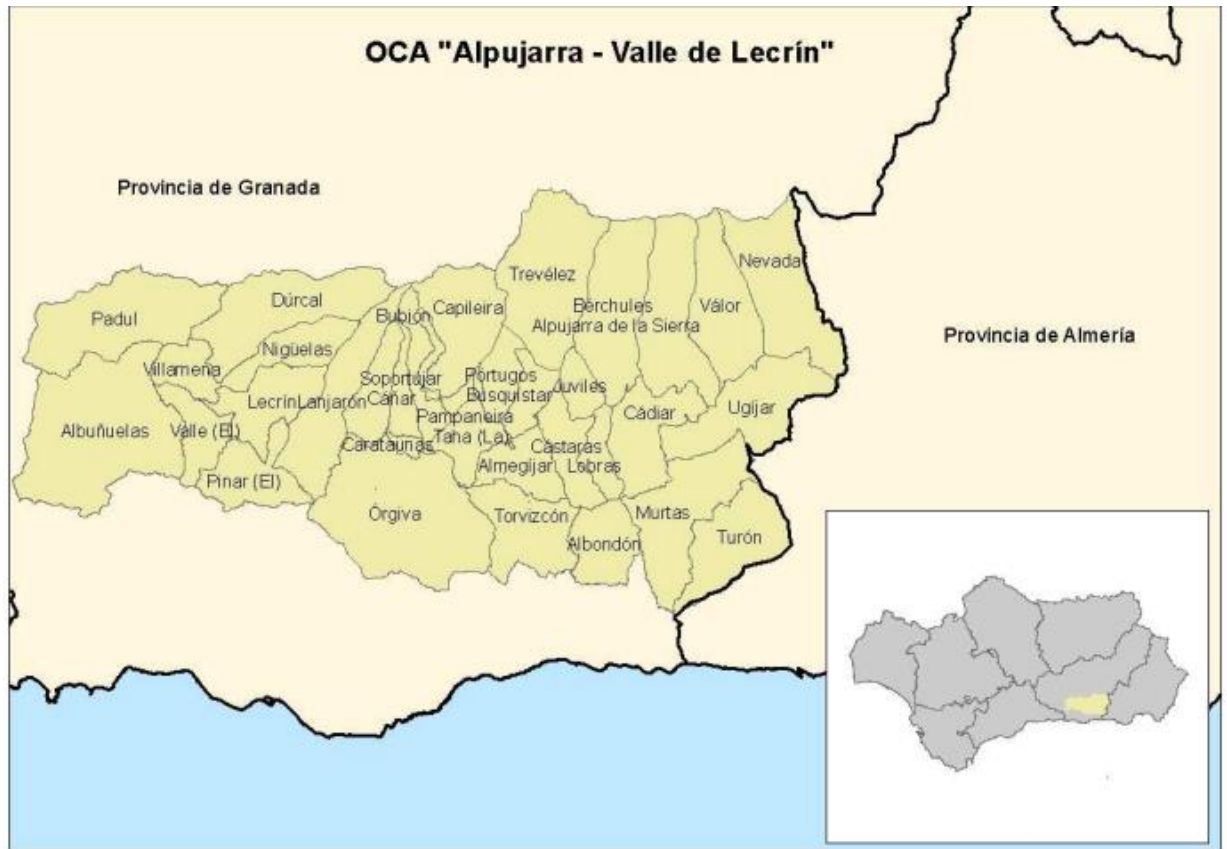 OCA "Alpujarra - Valle de Lecrín"
Provincia de Granada
Nevada
Trevélez
Dúrcal
Capileira
Bérchules
Válor
Padul
Bubión
Alpujarra de la Sierra
Provincia de Almería
Nigüelas
Villamena
Soportújar
Pórtugos
Juviles
Busquístar
Lecrín
Lanjarón
Cáñar
Cádiar
Ugíjar
Pampaneira
Albuñuelas
Valle (El)
Taha (La)
Carataunas
Cástaras
Almegíjar
Lobras
Pinar (El)
Órgiva
Torvizcón
Murtas
Albondón
Turón